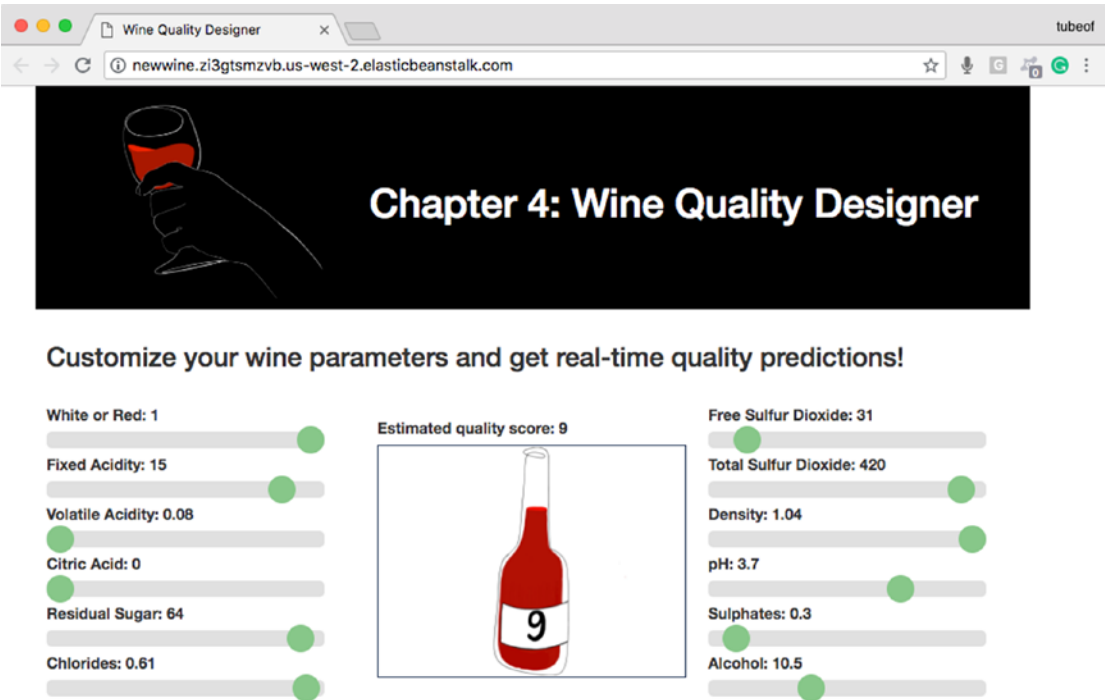 Wine Quality Designer
tubeof
newwine.zi3gtsmzvb.us-west-2.elasticbeanstalk.com
G
0
G
Chapter 4: Wine Quality Designer
Customize your wine parameters and get real-time quality predictions!
White or Red: 1
Fixed Acidity: 15
Volatile Acidity: 0.08
Citric Acid: 0
Residual Sugar: 64
Chlorides: 0.61
Estimated quality score: 9
9
Free Sulfur Dioxide: 31
Total Sulfur Dioxide: 420
Density: 1.04
pH: 3.7
Sulphates: 0.3
Alcohol: 10.5